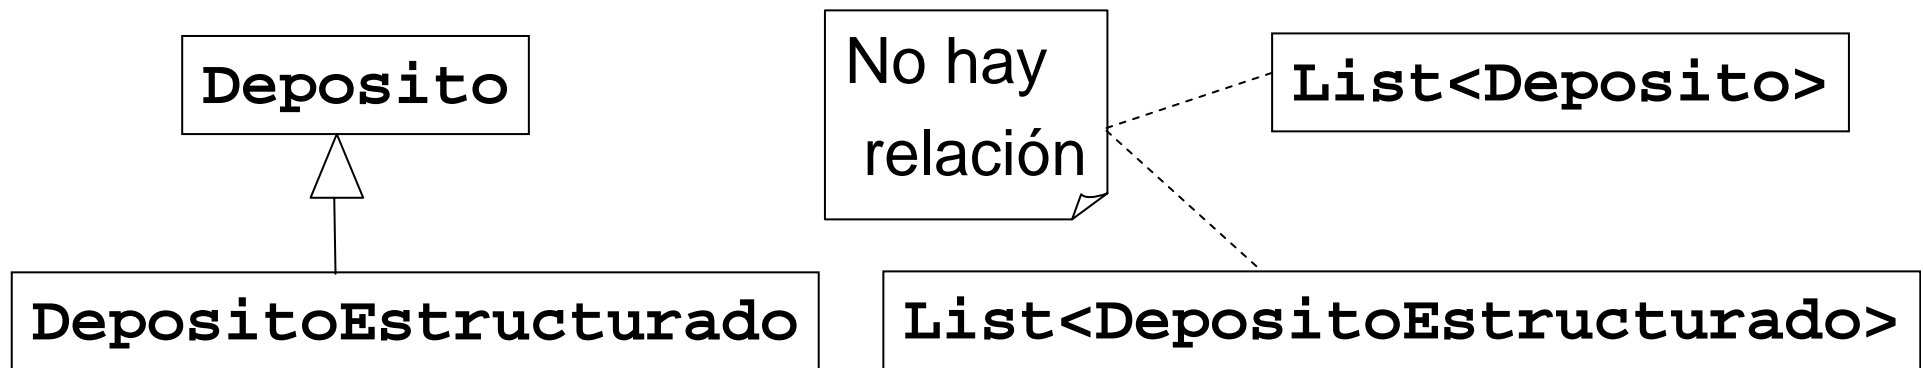 Deposito
No hay
relación
List<Deposito>
DepositoEstructurado
List<DepositoEstructurado>